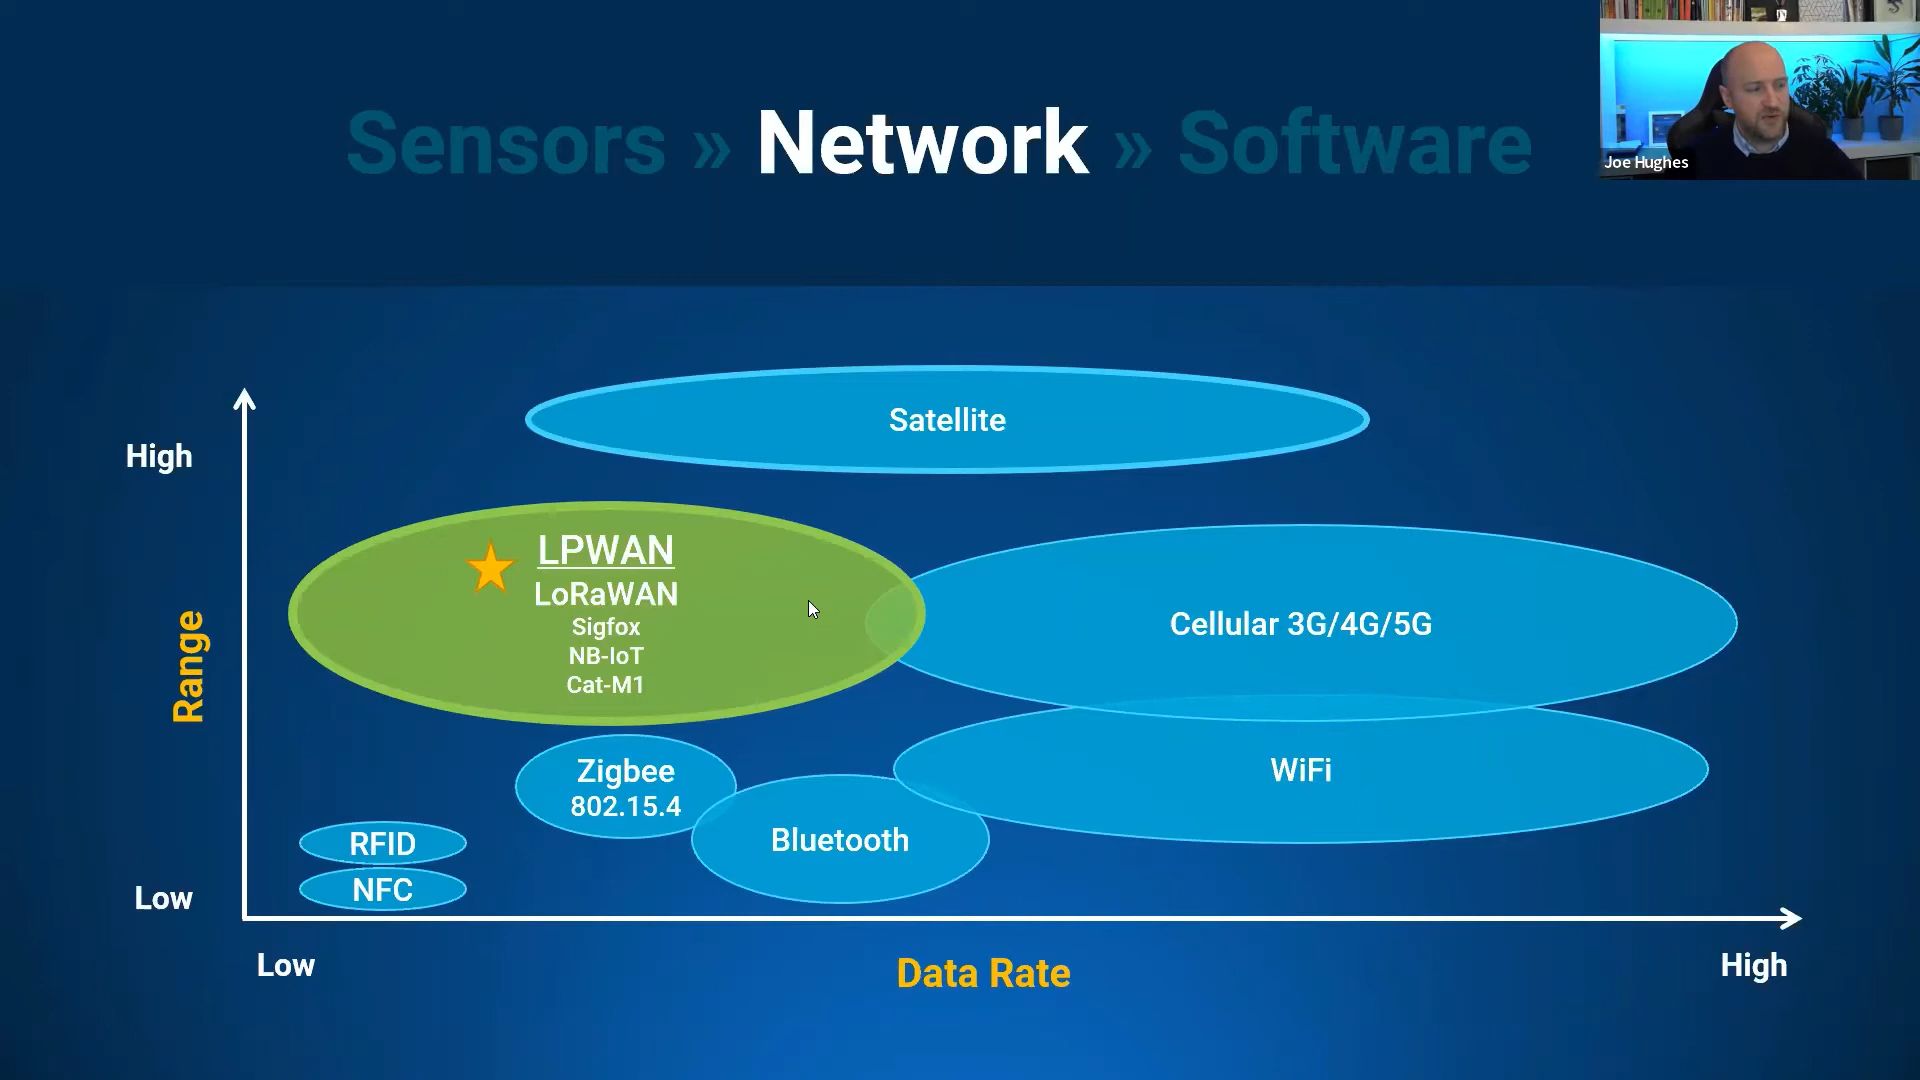 Sensors » Network » Software
Joe Hughes
Satellite
High
LPWAN
LoRaWAN
Sigfox
NB-IoT
Cat-M1
Cellular 3G/4G/5G
Range
Zigbee
802.15.4
WiFi
Bluetooth
RFID
NFC
Low
Low
Data Rate
High